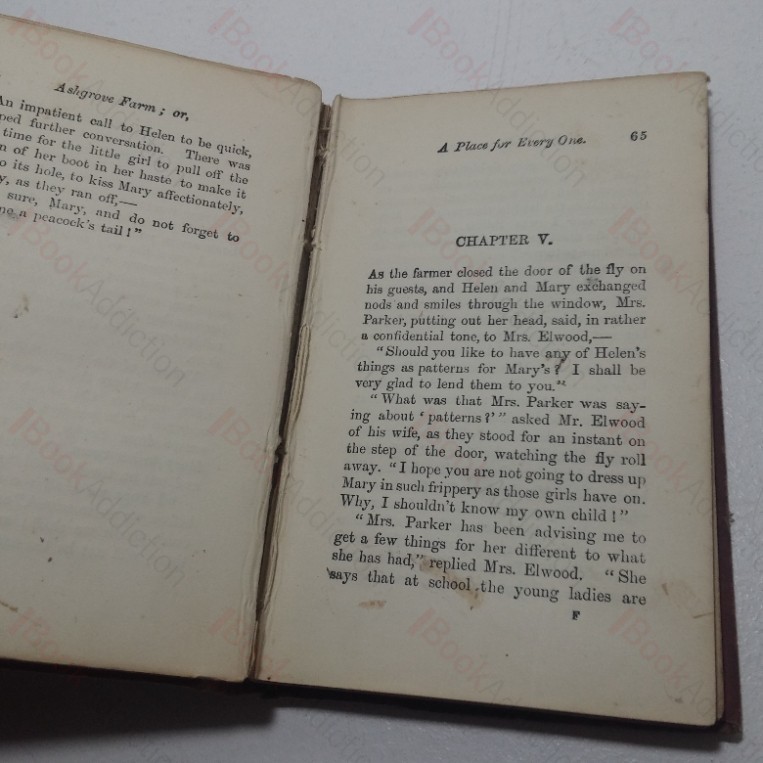 Ashgrove Farm; or,
An impatient call to Helen to be quick,
ped further conversation. There was
time for the little girl to pull off the
n of her boot in her haste to make it
o its hole, to kiss Mary affectionately,
y, as they ran off,—
sure, Mary, and do not forget to
me a peacock's tail!"
A Place for Every One. 65
CHAPTER V.
As the farmer closed the door of the fly on
his guests, and Helen and Mary exchanged
nods and smiles through the window, Mrs.
Parker, putting out her head, said, in rather
a confidential tone, to Mrs. Elwood,—
"Should you like to have any of Helen's
things as patterns for Mary's? I shall be
very glad to lend them to you."
"What was that Mrs. Parker was say-
ing about 'patterns?'" asked Mr. Elwood
of his wife, as they stood for an instant on
the step of the door, watching the fly roll
away. "I hope you are not going to dress up
Mary in such frippery as those girls have on.
Why, I shouldn't know my own child!"
"Mrs. Parker has been advising me to
get a few things for her different to what
she has had," replied Mrs. Elwood. "She
says that at school the young ladies are
F
BookAddiction